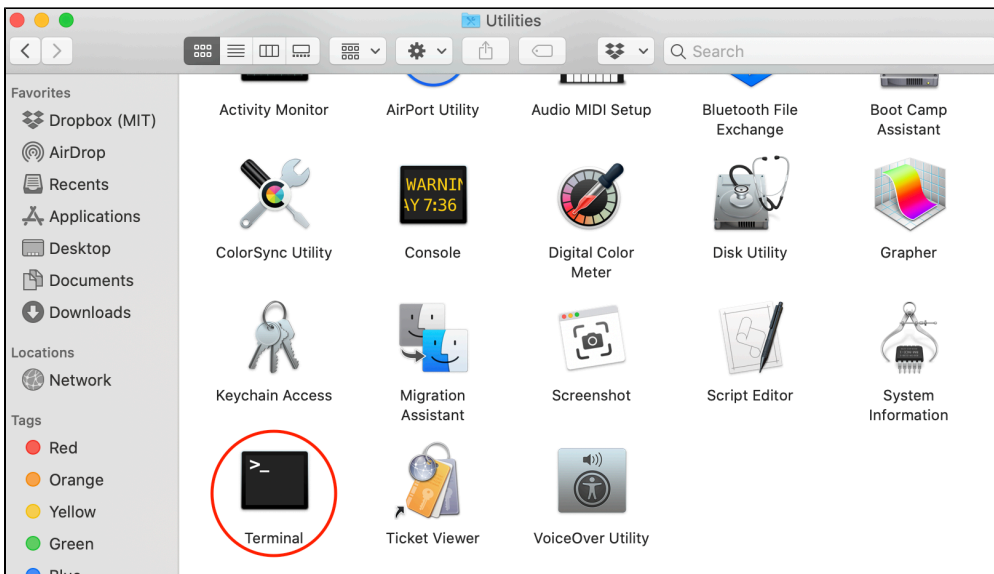 Utilities
Search
Favorites
Dropbox (MIT)
AirDrop
Recents
Applications
Desktop
Documents
Downloads
Locations
Network
Tags
Red
Orange
Yellow
Green
Blue
Activity Monitor
AirPort Utility
Audio MIDI Setup
Bluetooth File
Exchange
Boot Camp
Assistant
WARNIN
AY 7:36
ColorSync Utility
Console
Digital Color
Meter
Disk Utility
Grapher
Keychain Access
Migration
Assistant
Screenshot
Script Editor
System
Information
>_
Terminal
Ticket Viewer
VoiceOver Utility